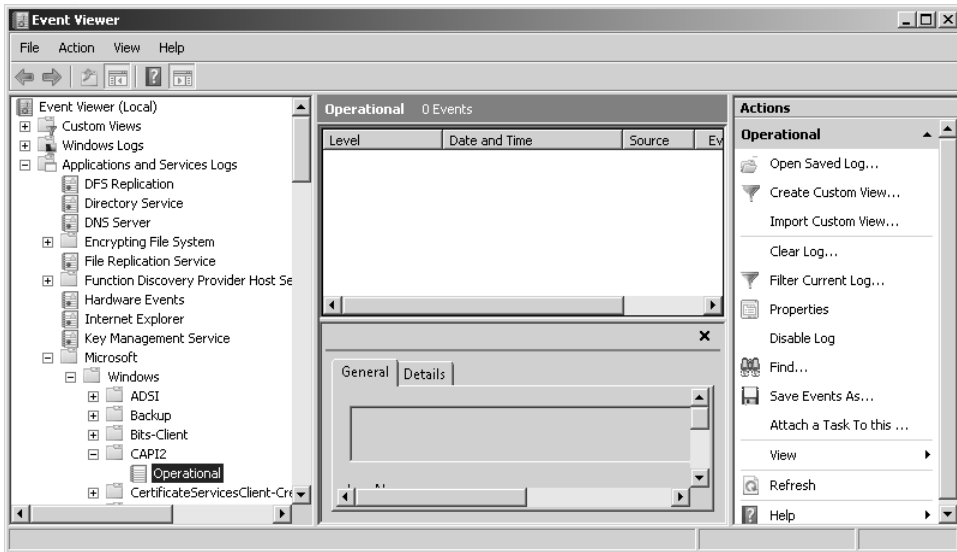 Event Viewer
File Action View Help
Event Viewer (Local)
Custom Views
Windows Logs
Applications and Services Logs
DFS Replication
Directory Service
DNS Server
Encrypting File System
File Replication Service
Function Discovery Provider Host Se
Hardware Events
Internet Explorer
Key Management Service
Microsoft
Windows
ADSI
Backup
Bits-Client
CAPI2
Operational
CertificateServicesClient-Cre
Operational 0 Events
Level Date and Time Source Ev
General Details
Actions
Operational
Open Saved Log...
Create Custom View...
Import Custom View...
Clear Log...
Filter Current Log...
Properties
Disable Log
Find...
Save Events As...
Attach a Task To this ...
View
Refresh
Help